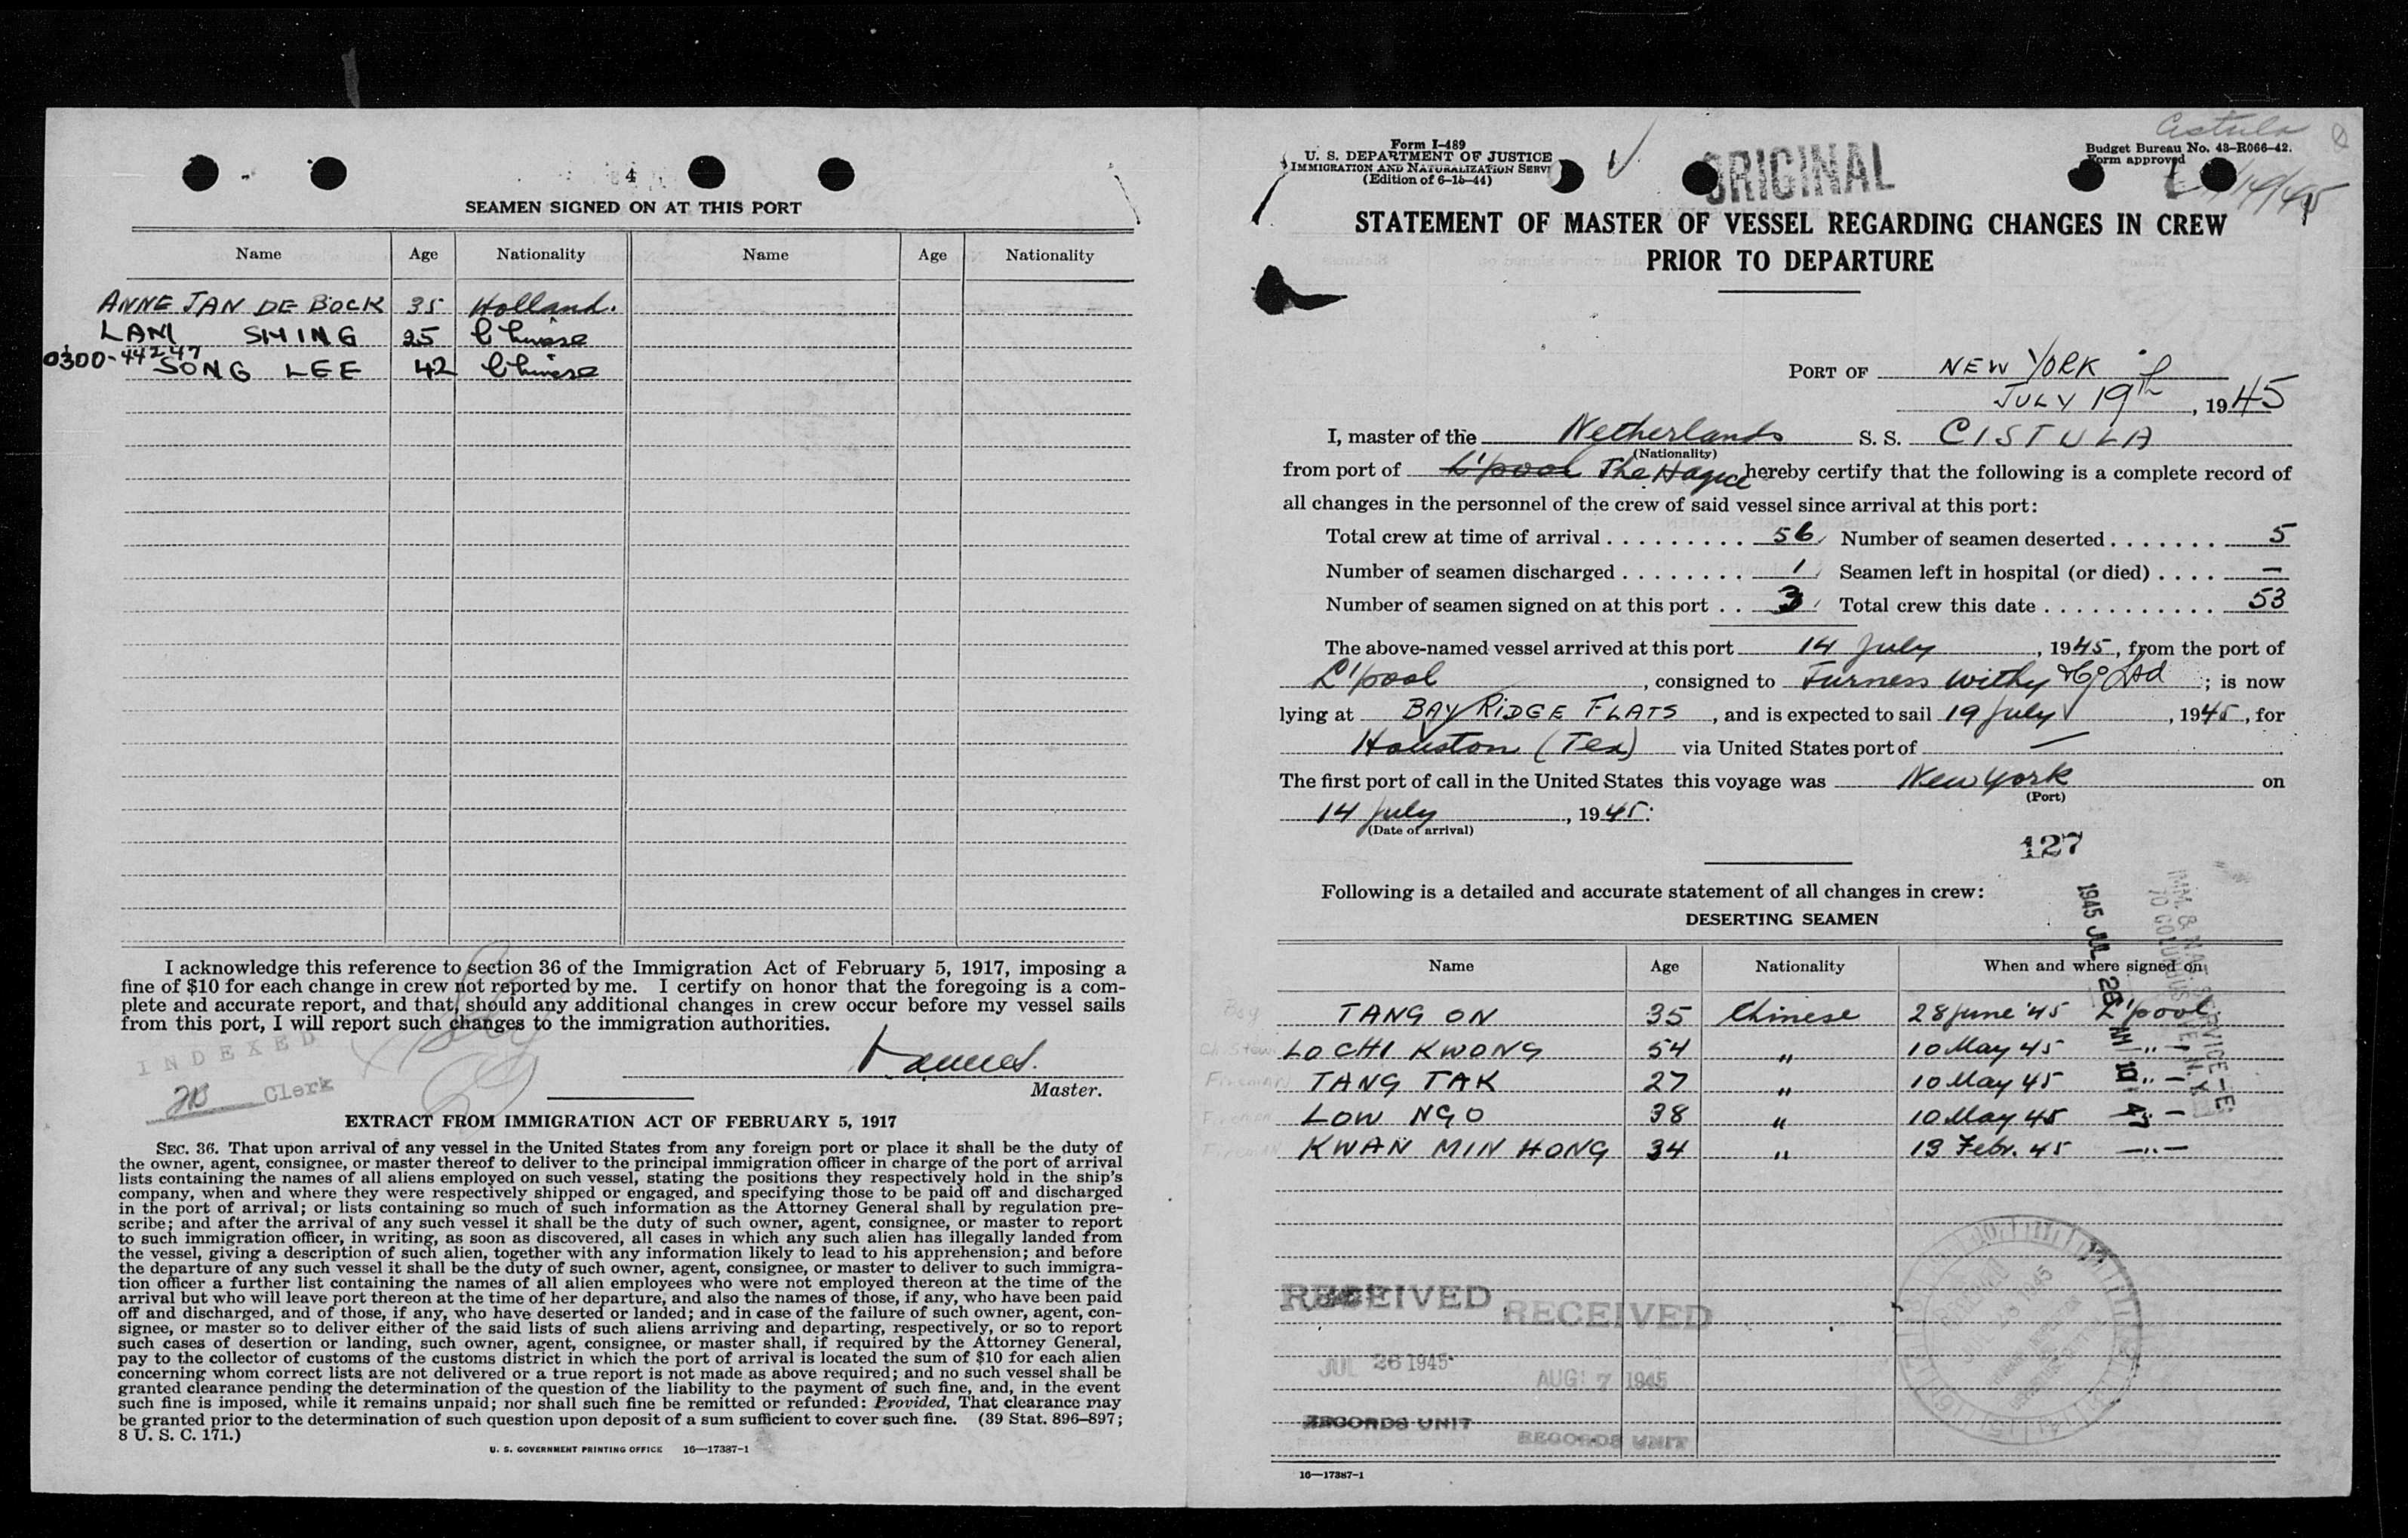 4
SEAMEN SIGNED ON AT THIS PORT
Name Age Nationality Name Age Nationality
ANNE JAN DE BOCK 35 Holland.
LAM SHING 25 Chinese
0300-44247
SONG LEE 42 Chinese
I acknowledge this reference to section 36 of the Immigration Act of February 5, 1917, imposing a
fine of $10 for each change in crew not reported by me. I certify on honor that the foregoing is a com-
plete and accurate report, and that, should any additional changes in crew occur before my vessel sails
from this port, I will report such changes to the immigration authorities.
INDEXED
Clerk
Master.
EXTRACT FROM IMMIGRATION ACT OF FEBRUARY 5, 1917
SEC. 36. That upon arrival of any vessel in the United States from any foreign port or place it shall be the duty of
the owner, agent, consignee, or master thereof to deliver to the principal immigration officer in charge of the port of arrival
lists containing the names of all aliens employed on such vessel, stating the positions they respectively hold in the ship's
company, when and where they were respectively shipped or engaged, and specifying those to be paid off and discharged
in the port of arrival; or lists containing so much of such information as the Attorney General shall by regulation pre-
scribe; and after the arrival of any such vessel it shall be the duty of such owner, agent, consignee, or master to report
to such immigration officer, in writing, as soon as discovered, all cases in which any such alien has illegally landed from
the vessel, giving a description of such alien, together with any information likely to lead to his apprehension; and before
the departure of any such vessel it shall be the duty of such owner, agent, consignee, or master to deliver to such immigra-
tion officer a further list containing the names of all alien employees who were not employed thereon at the time of the
arrival but who will leave port thereon at the time of her departure, and also the names of those, if any, who have been paid
off and discharged, and of those, if any, who have deserted or landed; and in case of the failure of such owner, agent, con-
signee, or master so to deliver either of the said lists of such aliens arriving and departing, respectively, or so to report
such cases of desertion or landing, such owner, agent, consignee, or master shall, if required by the Attorney General,
pay to the collector of customs of the customs district in which the port of arrival is located the sum of $10 for each alien
concerning whom correct lists are not delivered or a true report is not made as above required; and no such vessel shall be
granted clearance pending the determination of the question of the liability to the payment of such fine, and, in the event
such fine is imposed, while it remains unpaid; nor shall such fine be remitted or refunded: Provided, That clearance may
be granted prior to the determination of such question upon deposit of a sum sufficient to cover such fine. (39 Stat. 896–897;
8 U. S. C. 171.)
U. S. GOVERNMENT PRINTING OFFICE 16—17387-1
Cistula
Form I-489
U. S. DEPARTMENT OF JUSTICE
IMMIGRATION AND NATURALIZATION SERVI
(Edition of 6-15-44)
ORIGINAL
Budget Bureau No. 43-R066-42.
Form approved
STATEMENT OF MASTER OF VESSEL REGARDING CHANGES IN CREW
PRIOR TO DEPARTURE
PORT OF NEW YORK
JULY 19th, 1945
I, master of the Netherlands S. S. CISTULA
(Nationality)
from port of L'pool The Hague hereby certify that the following is a complete record of
all changes in the personnel of the crew of said vessel since arrival at this port:
Total crew at time of arrival . . . . . . . . . 56 Number of seamen deserted . . . . . . . 5
Number of seamen discharged . . . . . . . . 1 Seamen left in hospital (or died) . . . . —
Number of seamen signed on at this port . . 3 Total crew this date . . . . . . . . . . . . 53
The above-named vessel arrived at this port 14 July, 1945, from the port of
L'pool, consigned to Furness Withy & Co Ltd; is now
lying at BAY RIDGE FLATS, and is expected to sail 19 July, 1945, for
Houston (Tex) via United States port of —
The first port of call in the United States this voyage was New York on
(Port)
14 July, 1945.
(Date of arrival)
127
Following is a detailed and accurate statement of all changes in crew:
DESERTING SEAMEN
Name Age Nationality When and where signed on
TANG ON 35 Chinese 28 June '45 L'pool
LO CHI KWONG 54 " 10 May 45 —"—
Fireman TANG TAK 27 " 10 May 45 —"—
Fireman LOW NGO 38 " 10 May 45 —"—
Fireman KWAN MIN HONG 34 " 13 Febr. 45 —"—
1945 JUL 26 AM 10
RECEIVED
JUL 26 1945
RECORDS UNIT
RECEIVED
AUG 7 1945
RECORDS UNIT
16—17387-1